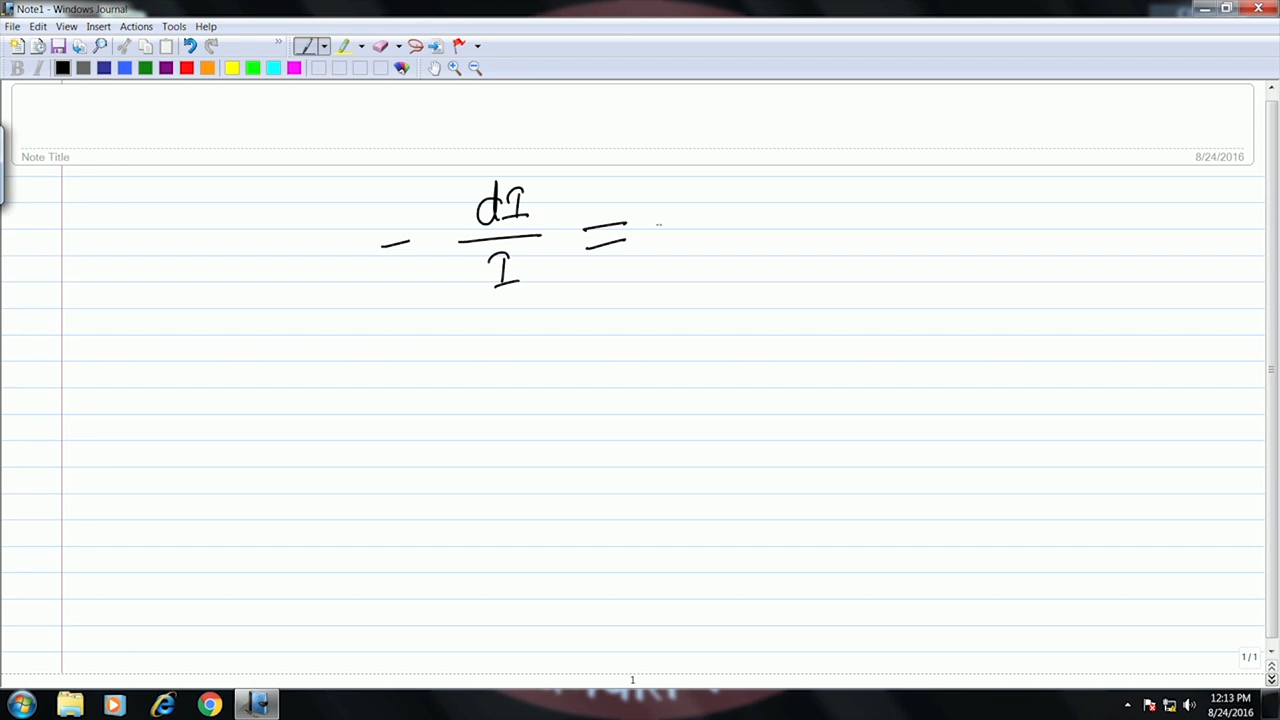 Note1 - Windows Journal
File Edit View Insert Actions Tools Help
»
B I
Note Title 8/24/2016
- dI/I =
1/1
1
12:13 PM
8/24/2016